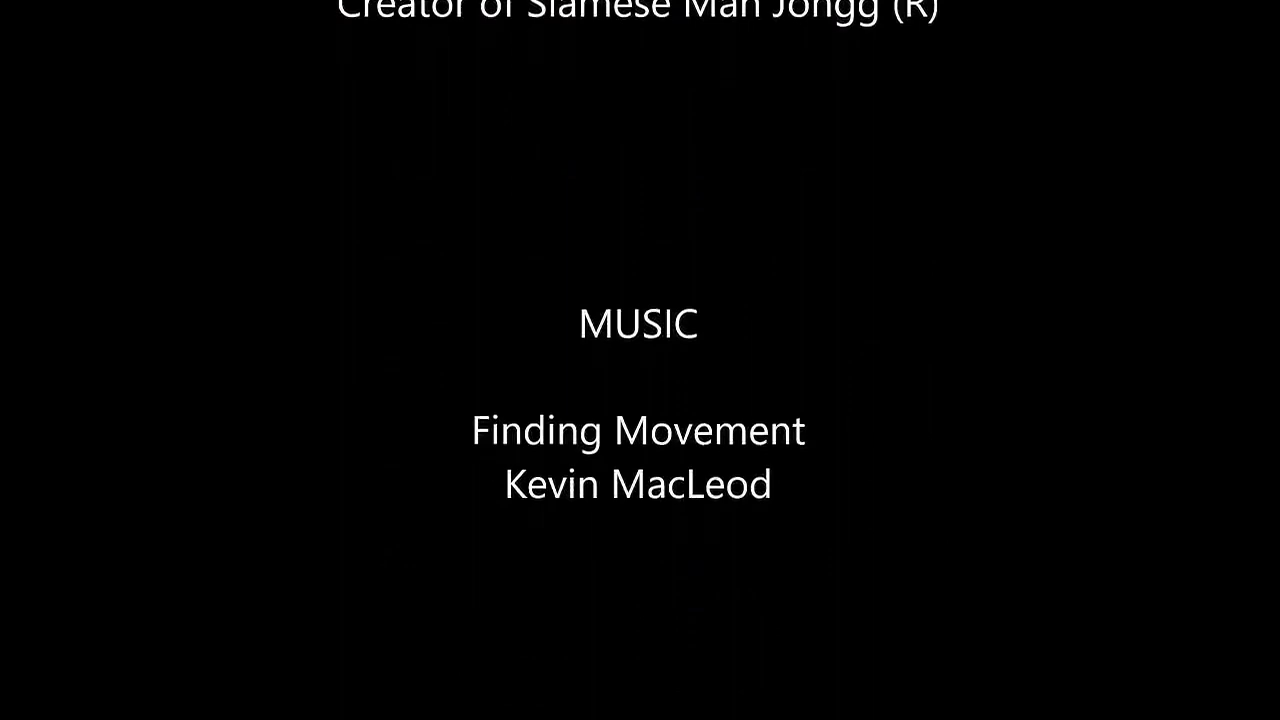 Creator of Siamese Mah Jongg (R)
MUSIC
Finding Movement
Kevin MacLeod